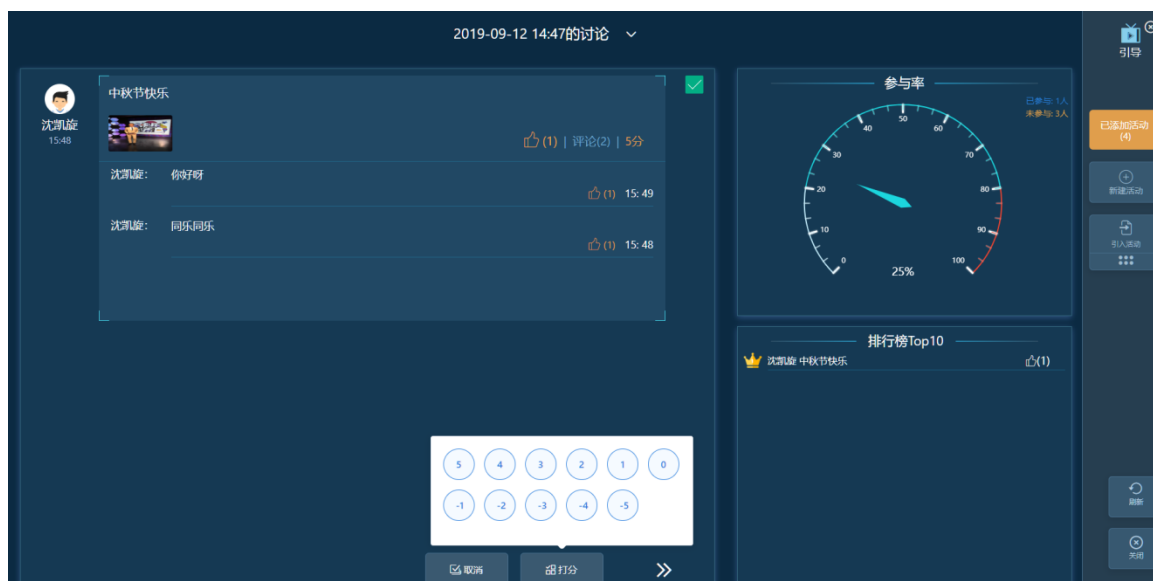 2019-09-12 14:47的讨论
引导
沈凯旋
15:48
中秋节快乐
(1) | 评论(2) | 5分
沈凯旋： 你好呀
(1) 15:49
沈凯旋： 同乐同乐
(1) 15:48
参与率
已参与: 1人
未参与: 3人
0
10
20
30
40
50
60
70
80
90
100
25%
排行榜Top10
沈凯旋 中秋节快乐 (1)
5 4 3 2 1 0
-1 -2 -3 -4 -5
取消 打分
已添加活动
(4)
新建活动
引入活动
刷新
关闭